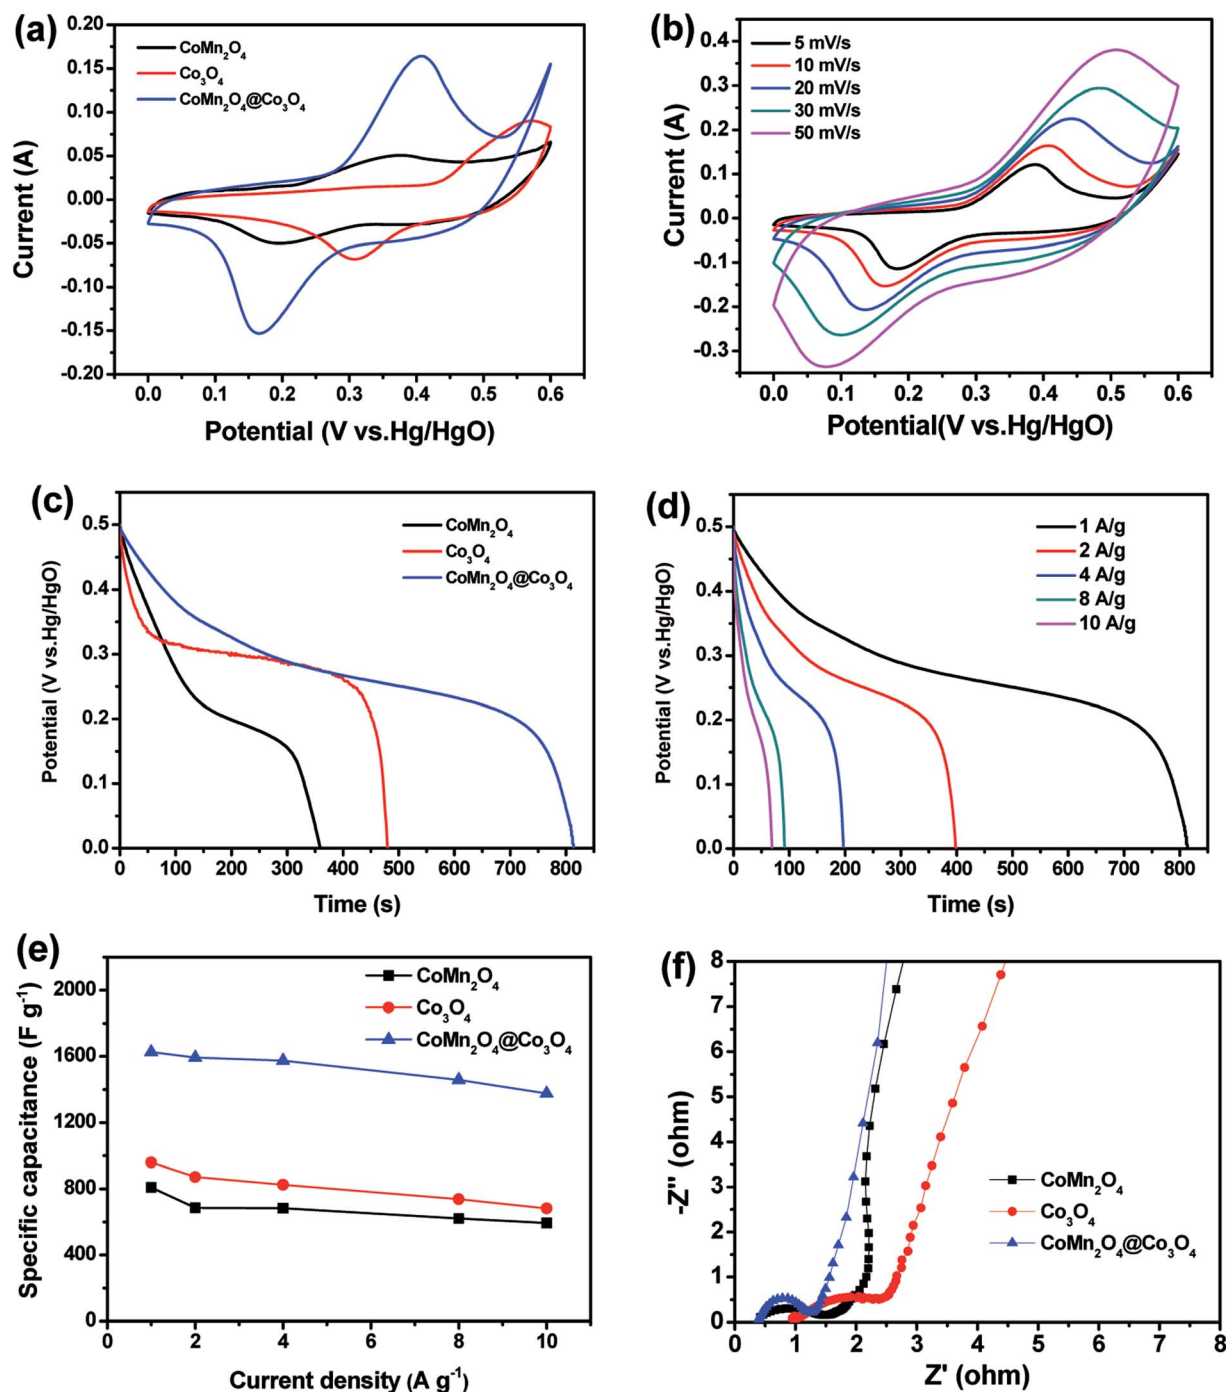 (a)
CoMn₂O₄
Co₃O₄
CoMn₂O₄@Co₃O₄
0.20
0.15
0.10
0.05
0.00
-0.05
-0.10
-0.15
-0.20
Current (A)
0.0 0.1 0.2 0.3 0.4 0.5 0.6
Potential (V vs.Hg/HgO)
(b)
5 mV/s
10 mV/s
20 mV/s
30 mV/s
50 mV/s
0.4
0.3
0.2
0.1
0.0
-0.1
-0.2
-0.3
Current (A)
0.0 0.1 0.2 0.3 0.4 0.5 0.6
Potential(V vs.Hg/HgO)
(c)
CoMn₂O₄
Co₃O₄
CoMn₂O₄@Co₃O₄
0.5
0.4
0.3
0.2
0.1
0.0
Potential (V vs.Hg/HgO)
0 100 200 300 400 500 600 700 800
Time (s)
(d)
1 A/g
2 A/g
4 A/g
8 A/g
10 A/g
0.5
0.4
0.3
0.2
0.1
0.0
Potential (V vs.Hg/HgO)
0 100 200 300 400 500 600 700 800
Time (s)
(e)
CoMn₂O₄
Co₃O₄
CoMn₂O₄@Co₃O₄
2000
1600
1200
800
400
0
Specific capacitance (F g⁻¹)
0 2 4 6 8 10
Current density (A g⁻¹)
(f)
CoMn₂O₄
Co₃O₄
CoMn₂O₄@Co₃O₄
8
7
6
5
4
3
2
1
0
-Z'' (ohm)
0 1 2 3 4 5 6 7 8
Z' (ohm)